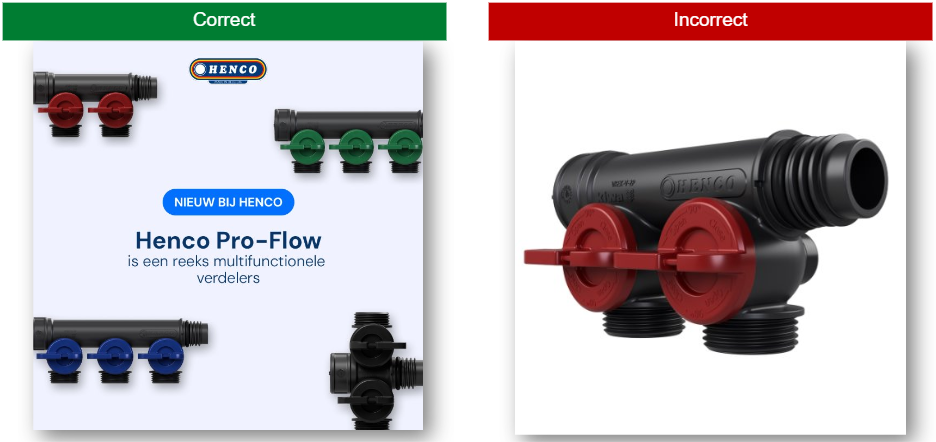 Correct
Incorrect
HENCO
NIEUW BIJ HENCO
Henco Pro-Flow
is een reeks multifunctionele
verdelers
HENCO